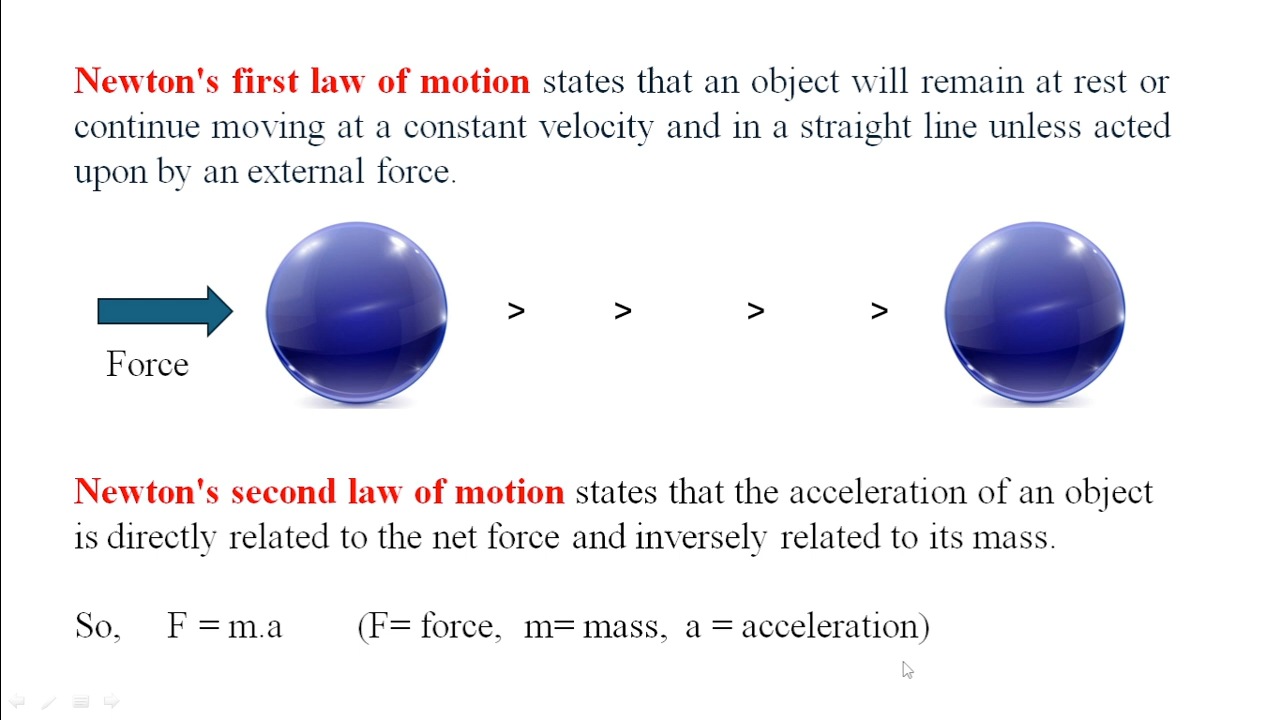 Newton's first law of motion states that an object will remain at rest or
continue moving at a constant velocity and in a straight line unless acted
upon by an external force.
> > > >
Force
Newton's second law of motion states that the acceleration of an object
is directly related to the net force and inversely related to its mass.
So, F = m.a (F= force, m= mass, a = acceleration)